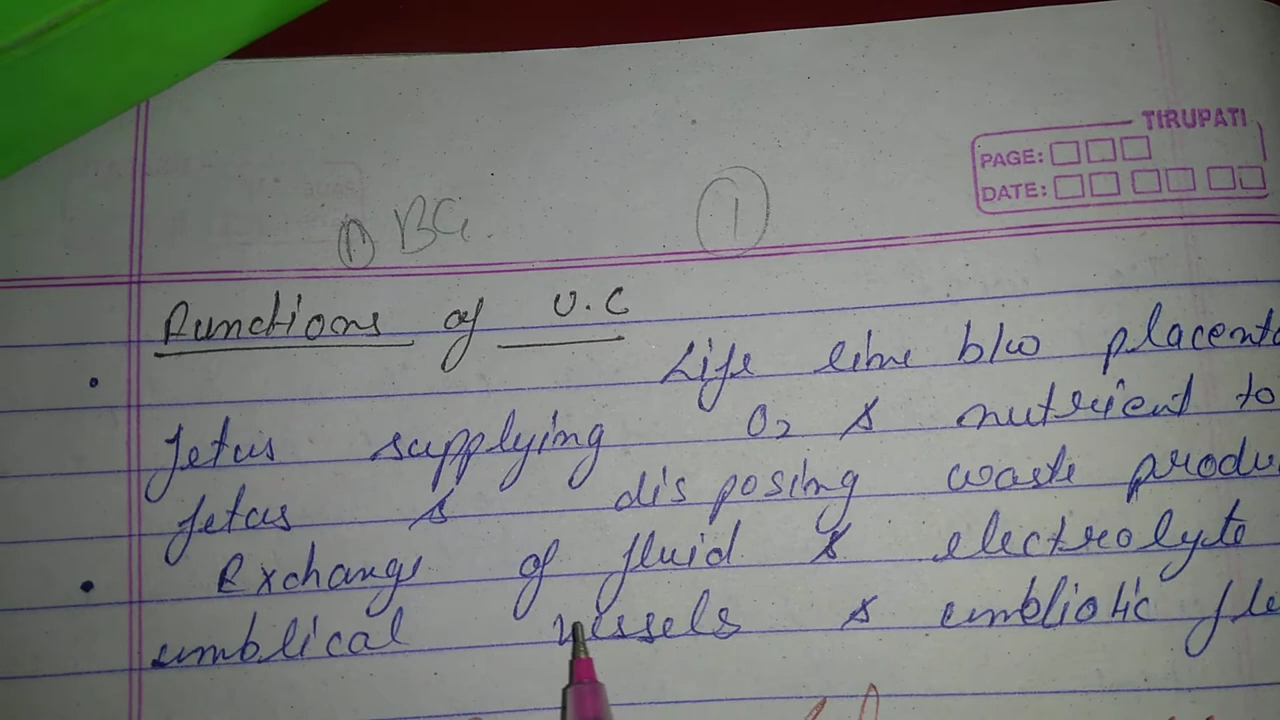 TIRUPATI
PAGE:
DATE:
① BG.
①
Functions of U.C
• Life line b/w placenta
fetus supplying O2 & nutrient to
fetus & disposing waste produ
• Exchange of fluid & electrolyte
umblical vessels & umbliotic fl